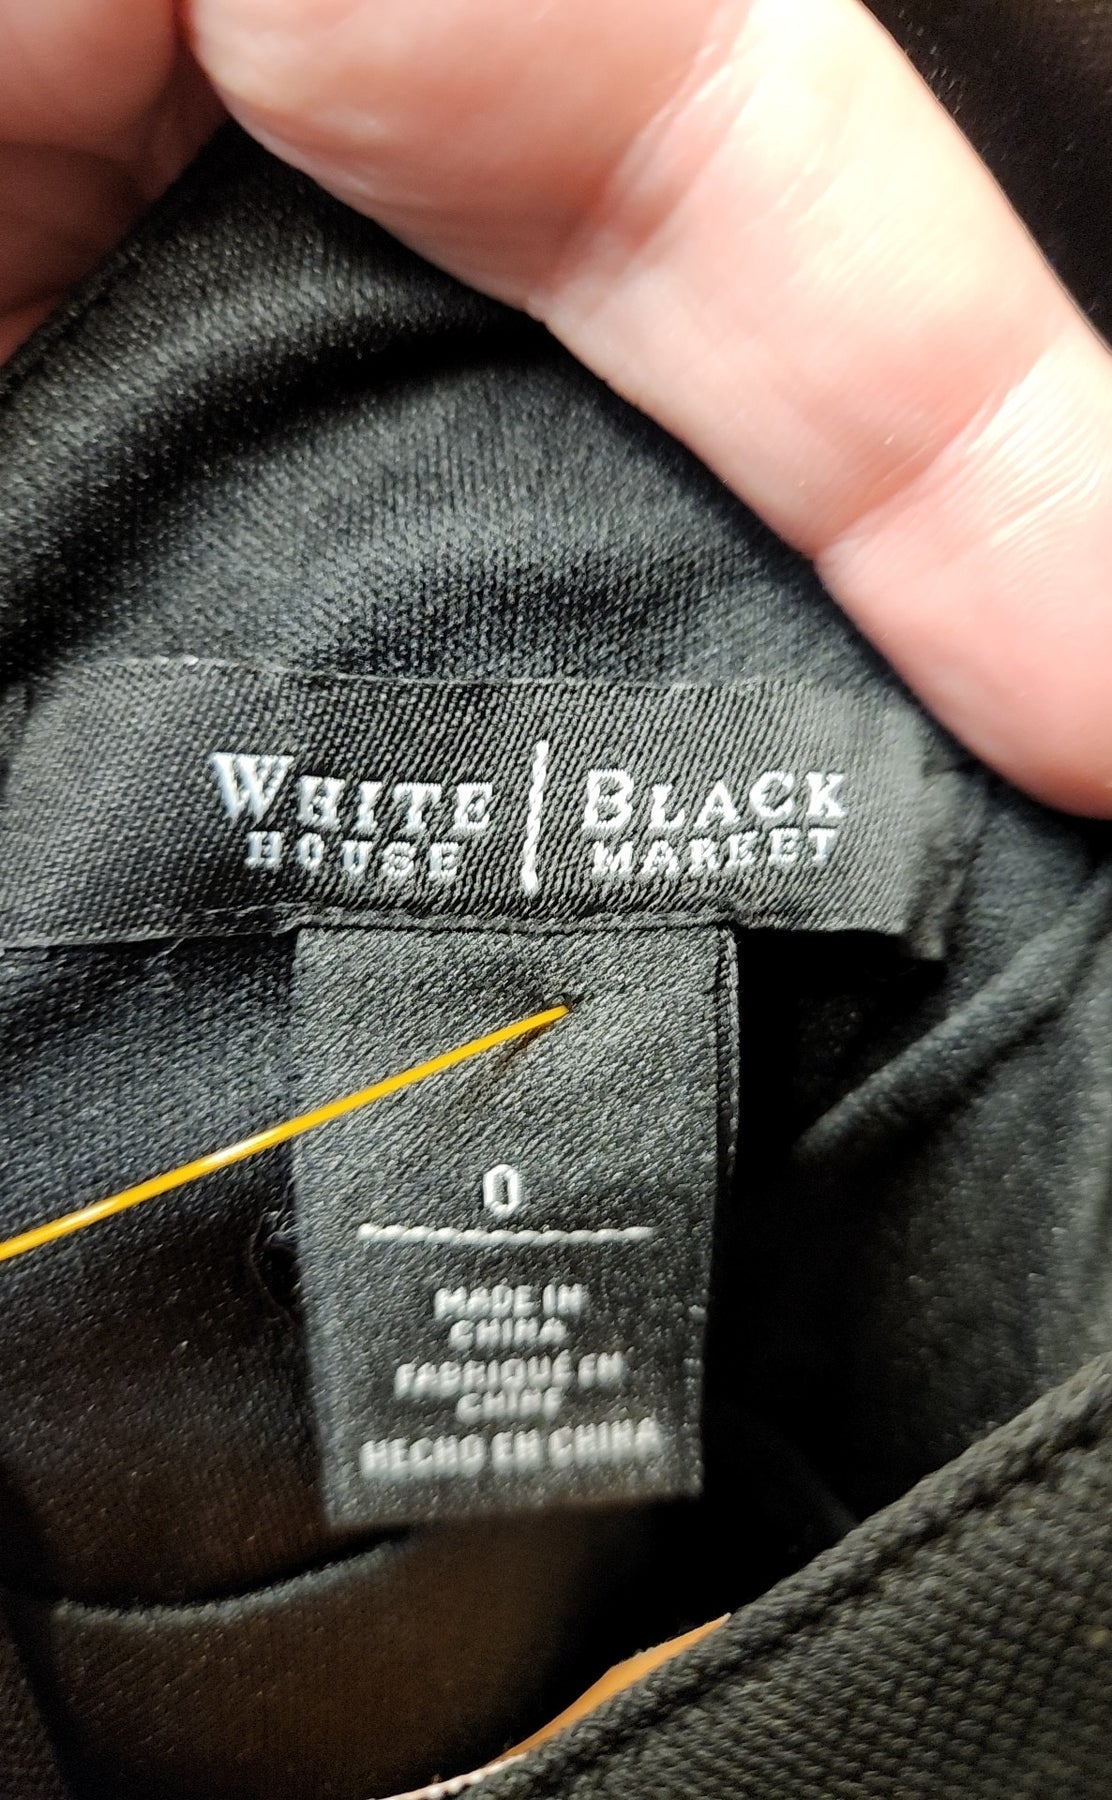 WHITE | BLACK
HOUSE | MARKET
0
MADE IN
CHINA
FABRIQUÉ EN
CHINE
HECHO EN CHINA